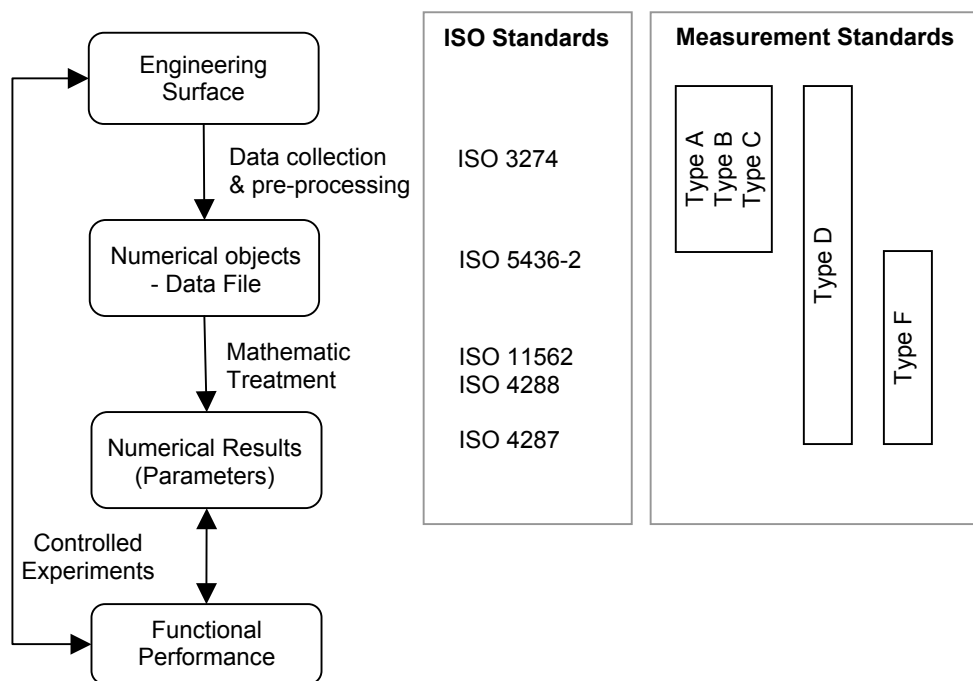 Engineering
Surface
Data collection
& pre-processing
Numerical objects
- Data File
Mathematic
Treatment
Numerical Results
(Parameters)
Controlled
Experiments
Functional
Performance
ISO Standards
ISO 3274
ISO 5436-2
ISO 11562
ISO 4288
ISO 4287
Measurement Standards
Type A
Type B
Type C
Type D
Type F